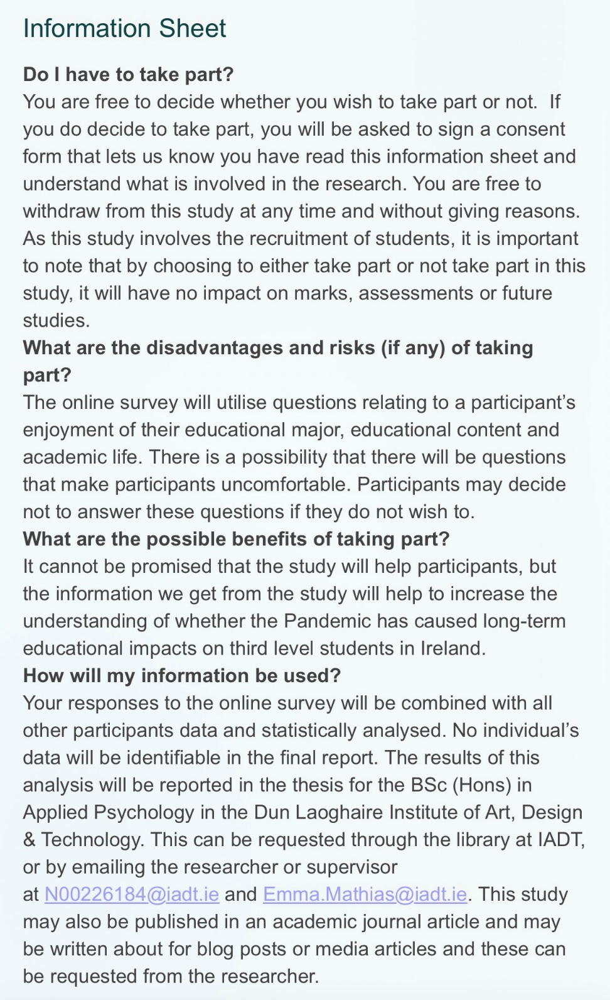 Information Sheet
Do I have to take part?
You are free to decide whether you wish to take part or not.  If
you do decide to take part, you will be asked to sign a consent
form that lets us know you have read this information sheet and
understand what is involved in the research. You are free to
withdraw from this study at any time and without giving reasons.
As this study involves the recruitment of students, it is important
to note that by choosing to either take part or not take part in this
study, it will have no impact on marks, assessments or future
studies.
What are the disadvantages and risks (if any) of taking
part?
The online survey will utilise questions relating to a participant’s
enjoyment of their educational major, educational content and
academic life. There is a possibility that there will be questions
that make participants uncomfortable. Participants may decide
not to answer these questions if they do not wish to.
What are the possible benefits of taking part?
It cannot be promised that the study will help participants, but
the information we get from the study will help to increase the
understanding of whether the Pandemic has caused long-term
educational impacts on third level students in Ireland.
How will my information be used?
Your responses to the online survey will be combined with all
other participants data and statistically analysed. No individual’s
data will be identifiable in the final report. The results of this
analysis will be reported in the thesis for the BSc (Hons) in
Applied Psychology in the Dun Laoghaire Institute of Art, Design
& Technology. This can be requested through the library at IADT,
or by emailing the researcher or supervisor
at N00226184@iadt.ie and Emma.Mathias@iadt.ie. This study
may also be published in an academic journal article and may
be written about for blog posts or media articles and these can
be requested from the researcher.